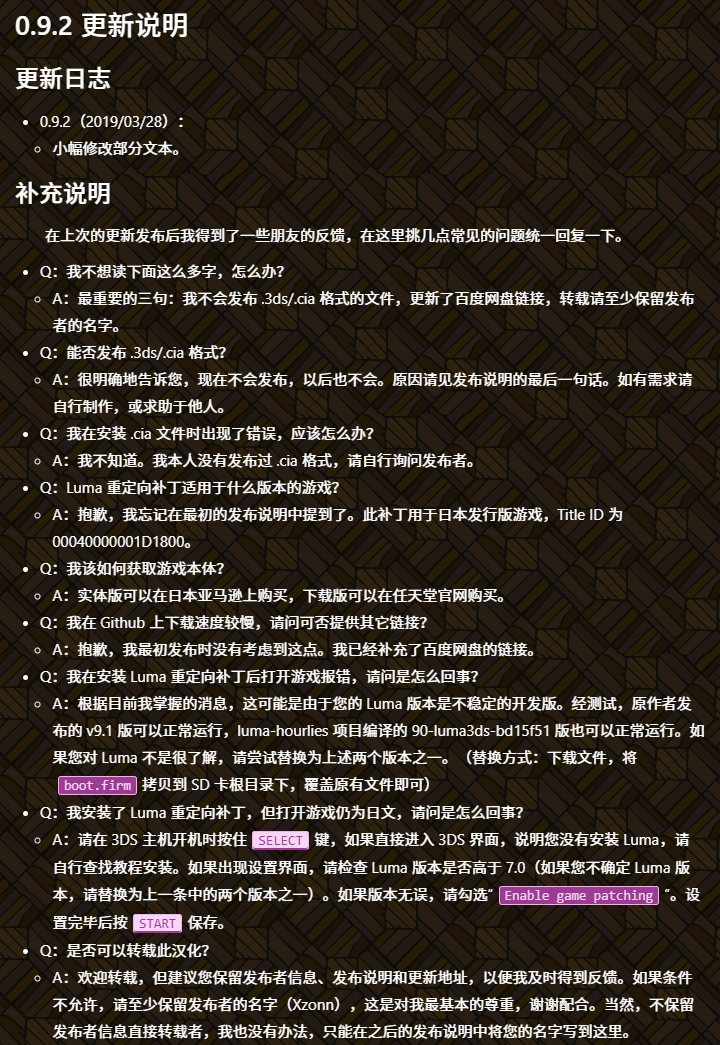 0.9.2 更新说明
更新日志
0.9.2（2019/03/28）：
小幅修改部分文本。
补充说明
在上次的更新发布后我得到了一些朋友的反馈，在这里挑几点常见的问题统一回复一下。
Q：我不想读下面这么多字，怎么办？
A：最重要的三句：我不会发布 .3ds/.cia 格式的文件，更新了百度网盘链接，转载请至少保留发布
者的名字。
Q：能否发布 .3ds/.cia 格式？
A：很明确地告诉您，现在不会发布，以后也不会。原因请见发布说明的最后一句话。如有需求请
自行制作，或求助于他人。
Q：我在安装 .cia 文件时出现了错误，应该怎么办？
A：我不知道。我本人没有发布过 .cia 格式，请自行询问发布者。
Q：Luma 重定向补丁适用于什么版本的游戏？
A：抱歉，我忘记在最初的发布说明中提到了。此补丁用于日本发行版游戏，Title ID 为
00040000001D1800。
Q：我该如何获取游戏本体？
A：实体版可以在日本亚马逊上购买，下载版可以在任天堂官网购买。
Q：我在 Github 上下载速度较慢，请问可否提供其它链接？
A：抱歉，我最初发布时没有考虑到这点。我已经补充了百度网盘的链接。
Q：我在安装 Luma 重定向补丁后打开游戏报错，请问是怎么回事？
A：根据目前我掌握的消息，这可能是由于您的 Luma 版本是不稳定的开发版。经测试，原作者发
布的 v9.1 版可以正常运行，luma-hourlies 项目编译的 90-luma3ds-bd15f51 版也可以正常运行。如
果您对 Luma 不是很了解，请尝试替换为上述两个版本之一。（替换方式：下载文件，将
boot.firm 拷贝到 SD 卡根目录下，覆盖原有文件即可）
Q：我安装了 Luma 重定向补丁，但打开游戏仍为日文，请问是怎么回事？
A：请在 3DS 主机开机时按住 SELECT 键，如果直接进入 3DS 界面，说明您没有安装 Luma，请
自行查找教程安装。如果出现设置界面，请检查 Luma 版本是否高于 7.0（如果您不确定 Luma 版
本，请替换为上一条中的两个版本之一）。如果版本无误，请勾选“ Enable game patching ”。设
置完毕后按 START 保存。
Q：是否可以转载此汉化？
A：欢迎转载，但建议您保留发布者信息、发布说明和更新地址，以便我及时得到反馈。如果条件
不允许，请至少保留发布者的名字（Xzonn），这是对我最基本的尊重，谢谢配合。当然，不保留
发布者信息直接转载者，我也没有办法，只能在之后的发布说明中将您的名字写到这里。